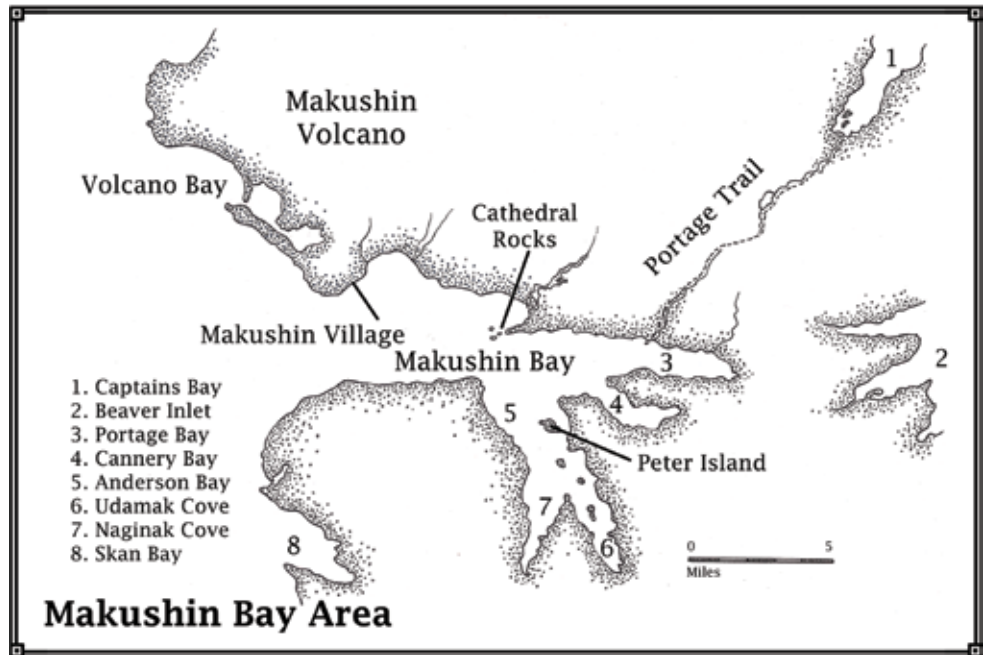 1
Makushin
Volcano
Volcano Bay
Cathedral
Rocks
Portage Trail
Makushin Village
Makushin Bay
3
2
1. Captains Bay
2. Beaver Inlet
3. Portage Bay
4. Cannery Bay
5. Anderson Bay
6. Udamak Cove
7. Naginak Cove
8. Skan Bay
5
4
Peter Island
7
8
6
0 5
Miles
Makushin Bay Area